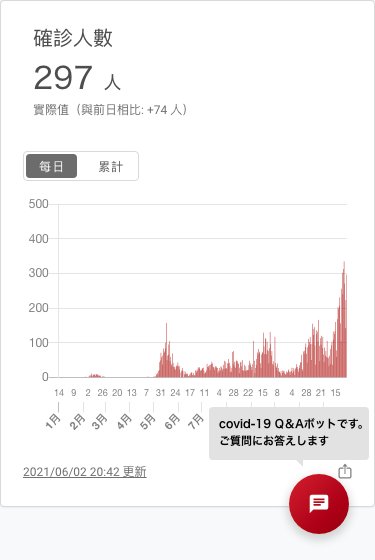 確診人數
297 人
實際值（與前日相比: +74 人）
每日 累計
500
400
300
200
100
0
14 9 2 26 20 13 7 31 24 17 11 4 28 22 15 8 4 28 21 15
1月 2月 3月 4月 5月 6月 7月
covid-19 Q&Aボットです。
ご質問にお答えします
2021/06/02 20:42 更新